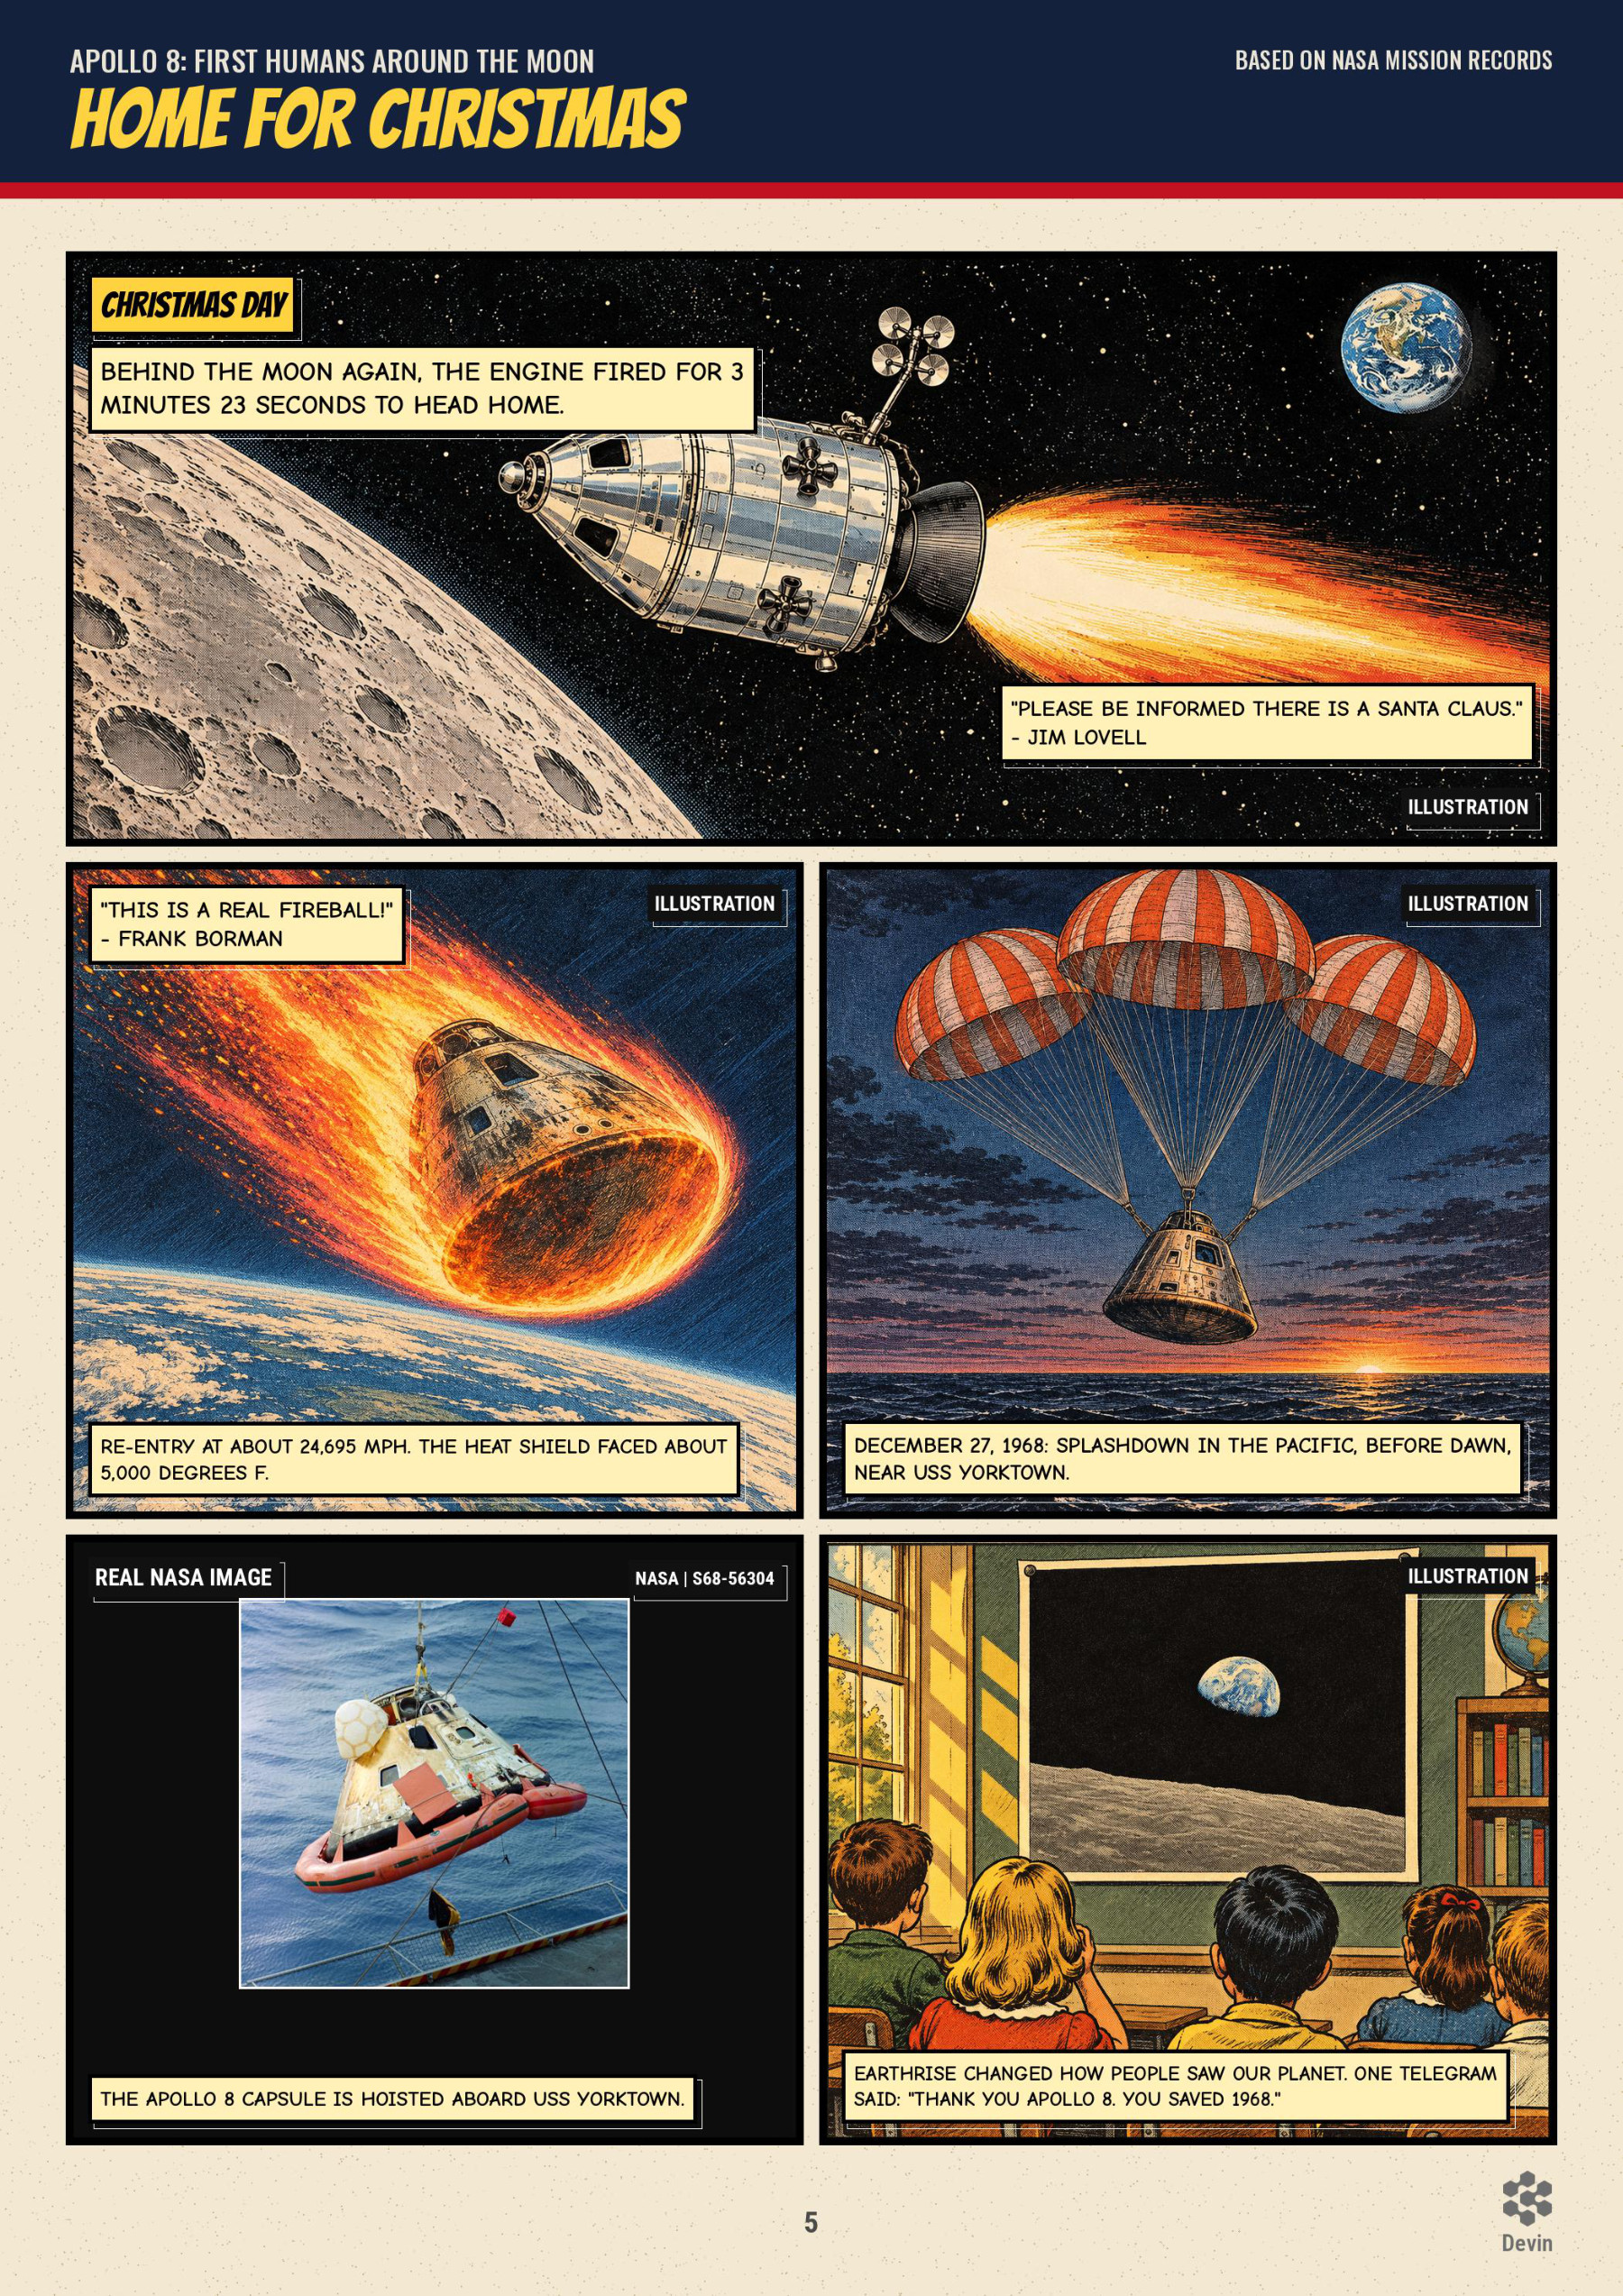 APOLLO 8: FIRST HUMANS AROUND THE MOON
BASED ON NASA MISSION RECORDS
HOME FOR CHRISTMAS
CHRISTMAS DAY
BEHIND THE MOON AGAIN, THE ENGINE FIRED FOR 3
MINUTES 23 SECONDS TO HEAD HOME.
"PLEASE BE INFORMED THERE IS A SANTA CLAUS."
- JIM LOVELL
ILLUSTRATION
"THIS IS A REAL FIREBALL!"
- FRANK BORMAN
ILLUSTRATION
RE-ENTRY AT ABOUT 24,695 MPH. THE HEAT SHIELD FACED ABOUT
5,000 DEGREES F.
ILLUSTRATION
DECEMBER 27, 1968: SPLASHDOWN IN THE PACIFIC, BEFORE DAWN,
NEAR USS YORKTOWN.
REAL NASA IMAGE
NASA | S68-56304
THE APOLLO 8 CAPSULE IS HOISTED ABOARD USS YORKTOWN.
ILLUSTRATION
EARTHRISE CHANGED HOW PEOPLE SAW OUR PLANET. ONE TELEGRAM
SAID: "THANK YOU APOLLO 8. YOU SAVED 1968."
5
Devin